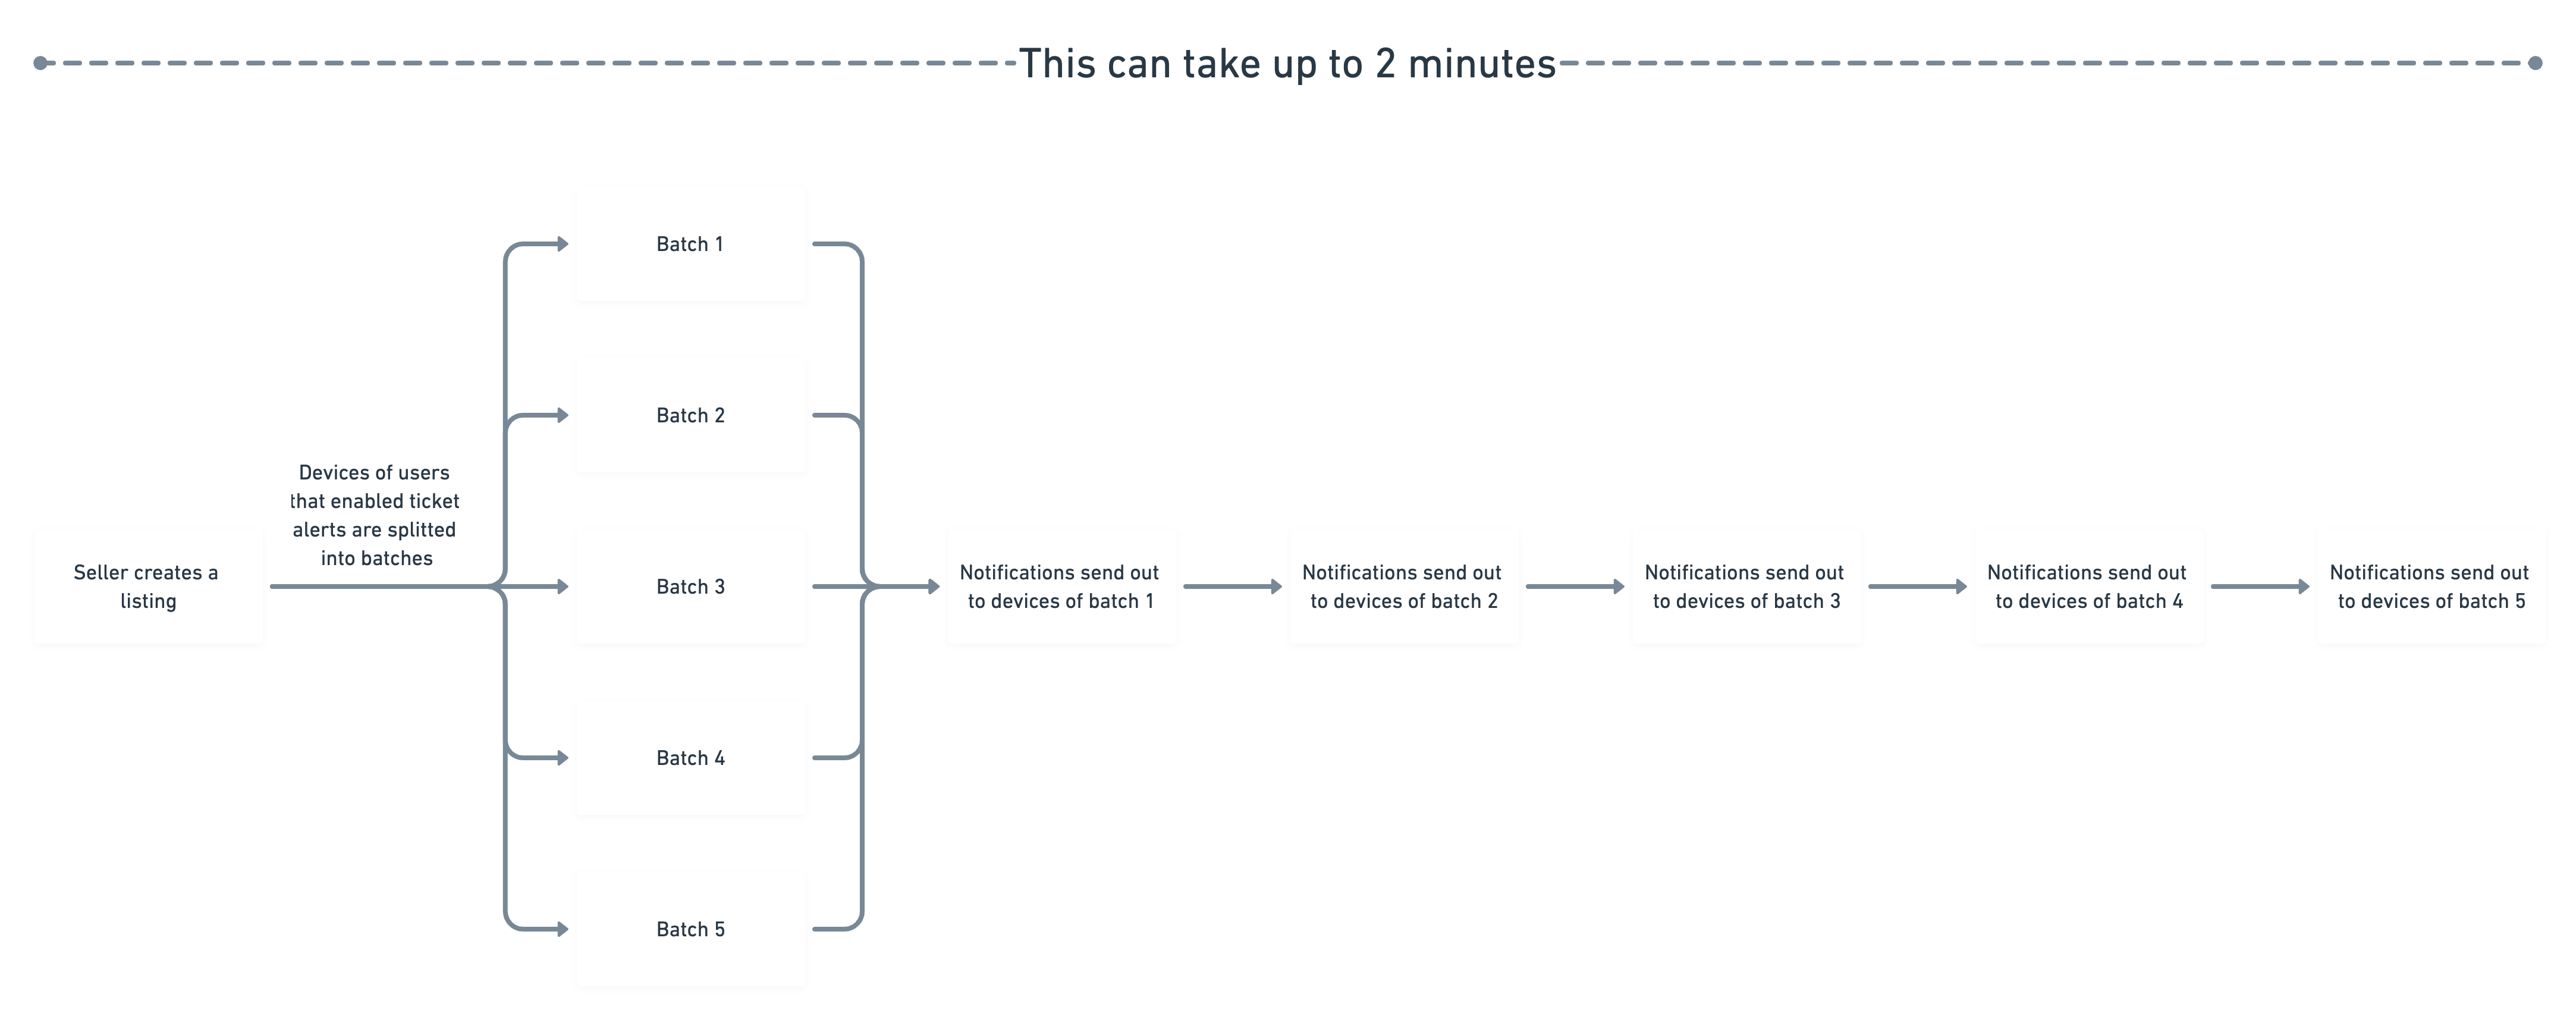 This can take up to 2 minutes
Seller creates a
listing
Devices of users
that enabled ticket
alerts are splitted
into batches
Batch 1
Batch 2
Batch 3
Batch 4
Batch 5
Notifications send out
to devices of batch 1
Notifications send out
to devices of batch 2
Notifications send out
to devices of batch 3
Notifications send out
to devices of batch 4
Notifications send out
to devices of batch 5